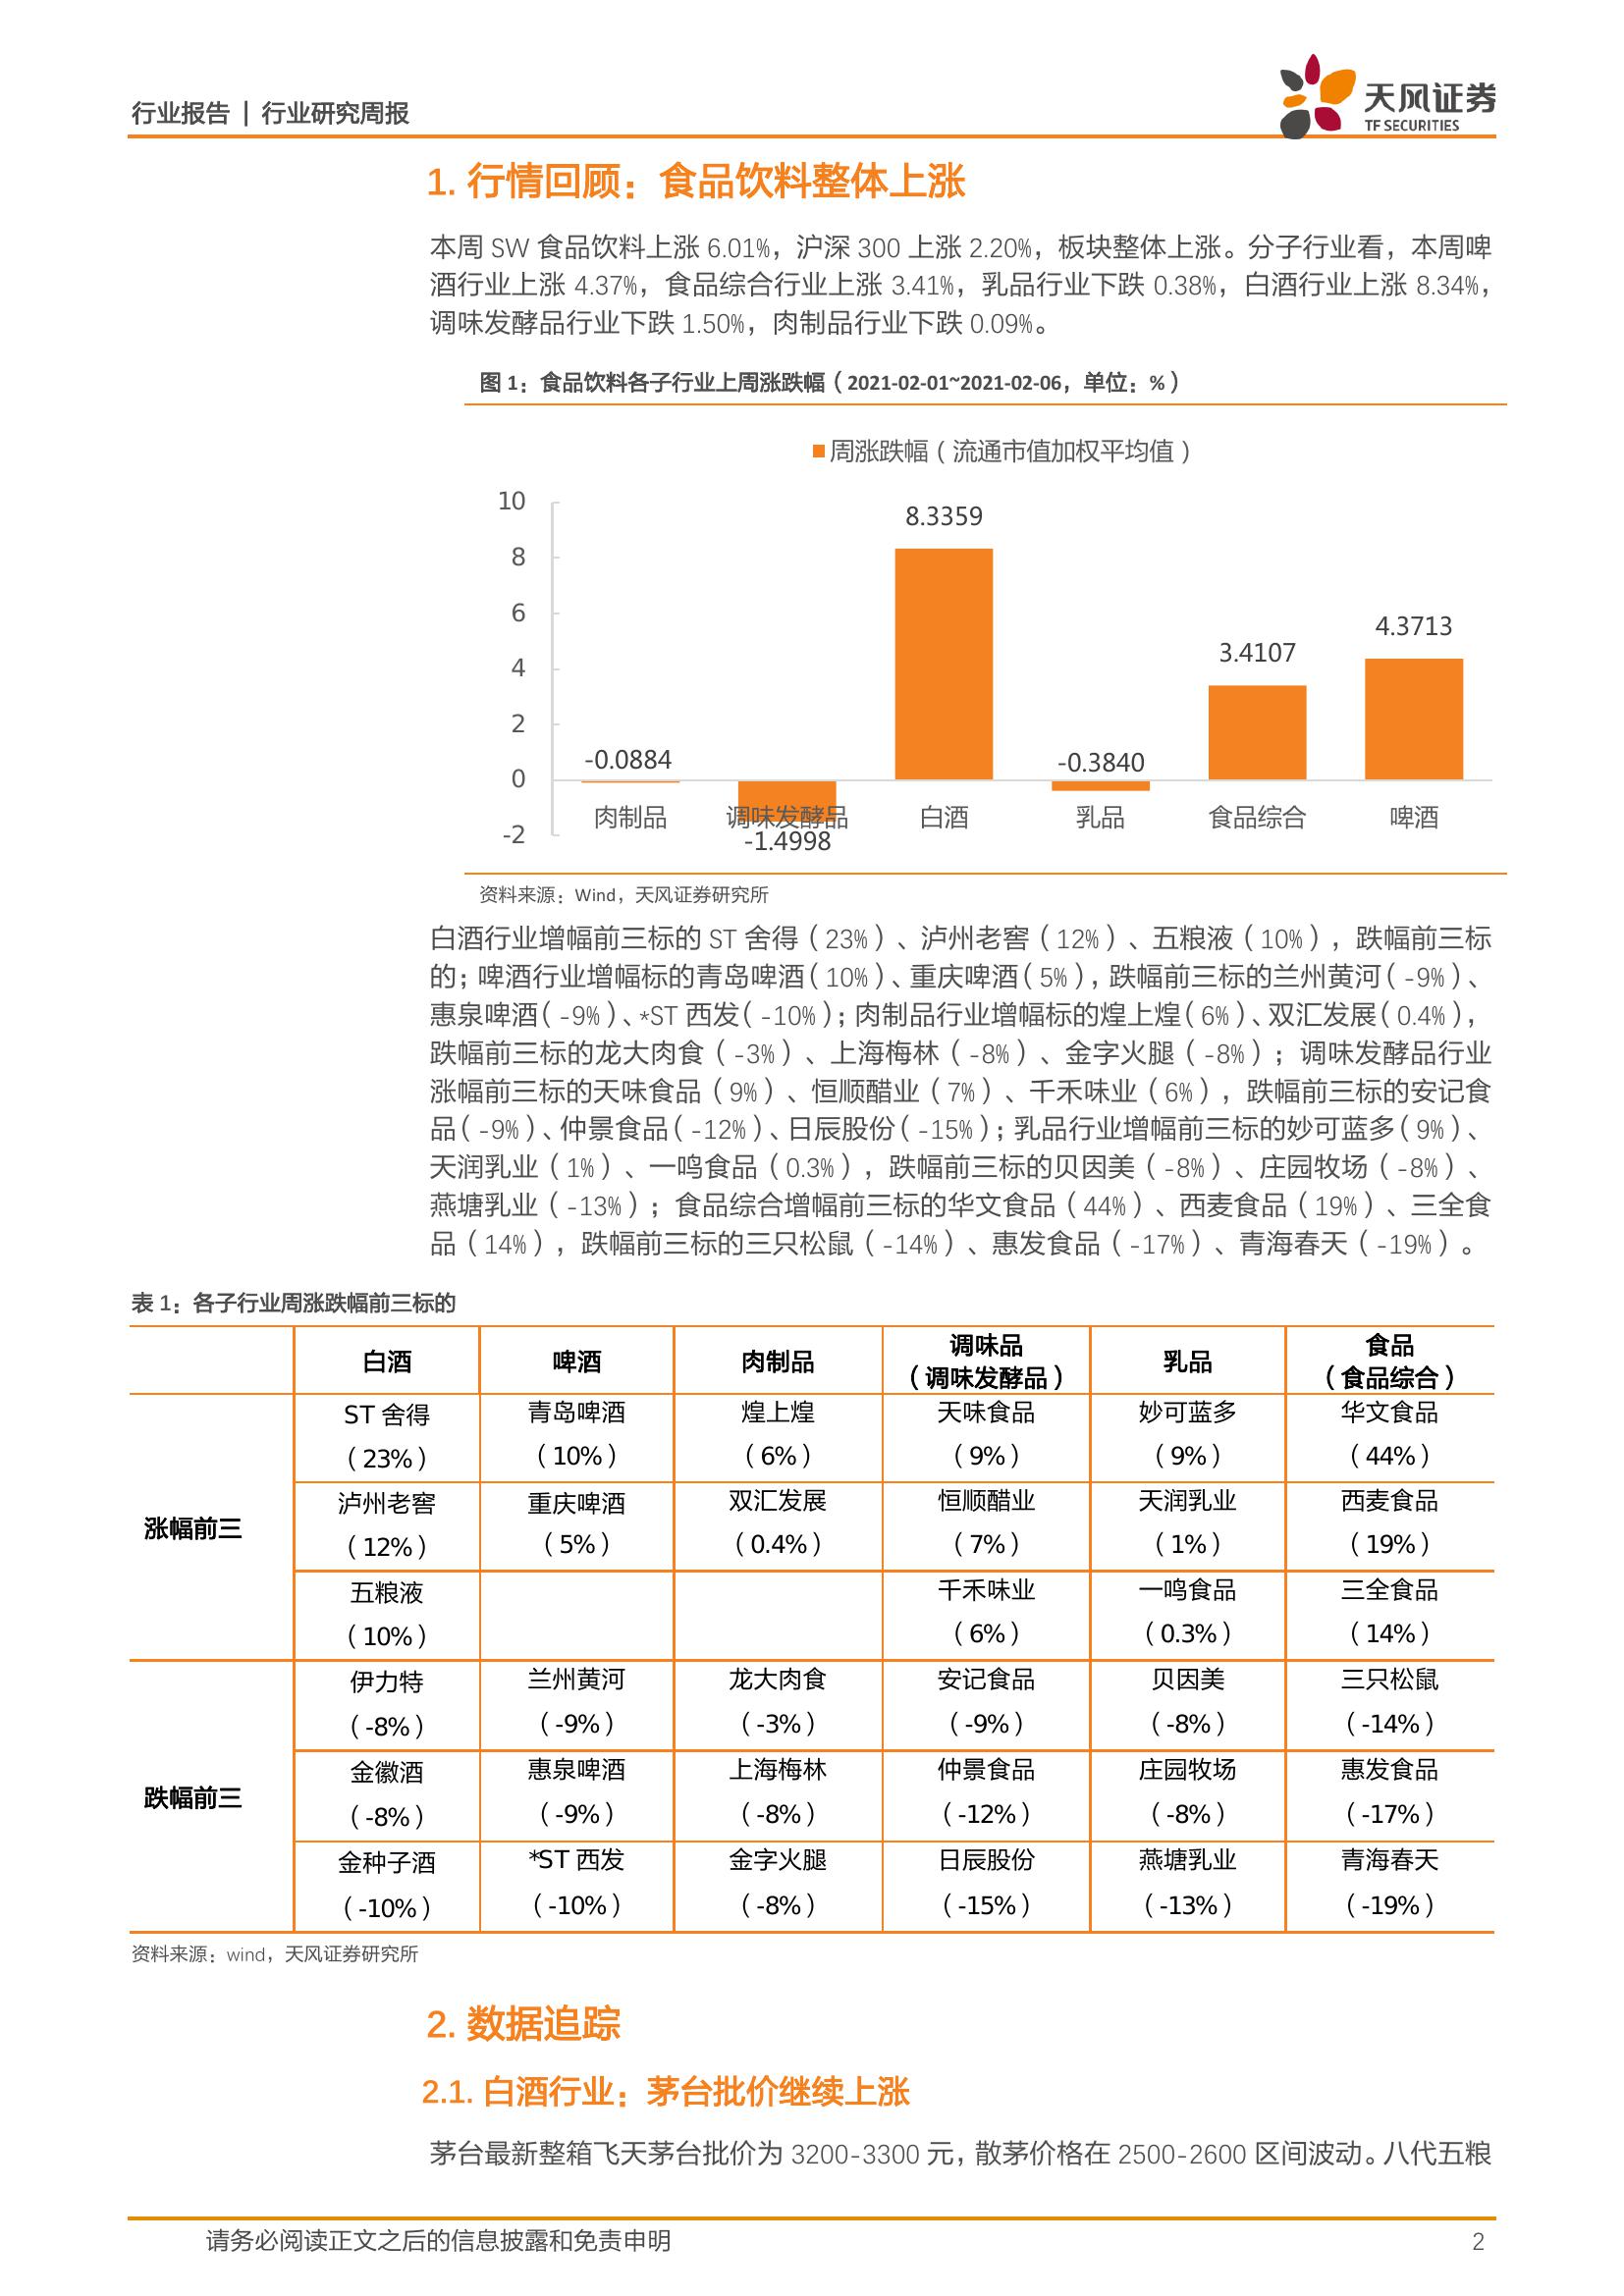 行业报告 | 行业研究周报
天风证券
TF SECURITIES
1. 行情回顾：食品饮料整体上涨
本周 SW 食品饮料上涨 6.01%，沪深 300 上涨 2.20%，板块整体上涨。分子行业看，本周啤
酒行业上涨 4.37%，食品综合行业上涨 3.41%，乳品行业下跌 0.38%，白酒行业上涨 8.34%，
调味发酵品行业下跌 1.50%，肉制品行业下跌 0.09%。
图 1：食品饮料各子行业上周涨跌幅（2021-02-01~2021-02-06，单位：%）
周涨跌幅（流通市值加权平均值）
10
8
6
4
2
0
-2
-0.0884
-1.4998
8.3359
-0.3840
3.4107
4.3713
肉制品
调味发酵品
白酒
乳品
食品综合
啤酒
资料来源：Wind，天风证券研究所
白酒行业增幅前三标的 ST 舍得（23%）、泸州老窖（12%）、五粮液（10%），跌幅前三标
的；啤酒行业增幅标的青岛啤酒（10%）、重庆啤酒（5%），跌幅前三标的兰州黄河（-9%）、
惠泉啤酒（-9%）、*ST 西发（-10%）；肉制品行业增幅标的煌上煌（6%）、双汇发展（0.4%），
跌幅前三标的龙大肉食（-3%）、上海梅林（-8%）、金字火腿（-8%）；调味发酵品行业
涨幅前三标的天味食品（9%）、恒顺醋业（7%）、千禾味业（6%），跌幅前三标的安记食
品（-9%）、仲景食品（-12%）、日辰股份（-15%）；乳品行业增幅前三标的妙可蓝多（9%）、
天润乳业（1%）、一鸣食品（0.3%），跌幅前三标的贝因美（-8%）、庄园牧场（-8%）、
燕塘乳业（-13%）；食品综合增幅前三标的华文食品（44%）、西麦食品（19%）、三全食
品（14%），跌幅前三标的三只松鼠（-14%）、惠发食品（-17%）、青海春天（-19%）。
表 1：各子行业周涨跌幅前三标的
白酒 啤酒 肉制品 调味品 乳品 食品
（调味发酵品） （食品综合）
涨幅前三
ST 舍得 青岛啤酒 煌上煌 天味食品 妙可蓝多 华文食品
（23%） （10%） （6%） （9%） （9%） （44%）
泸州老窖 重庆啤酒 双汇发展 恒顺醋业 天润乳业 西麦食品
（12%） （5%） （0.4%） （7%） （1%） （19%）
五粮液 千禾味业 一鸣食品 三全食品
（10%） （6%） （0.3%） （14%）
跌幅前三
伊力特 兰州黄河 龙大肉食 安记食品 贝因美 三只松鼠
（-8%） （-9%） （-3%） （-9%） （-8%） （-14%）
金徽酒 惠泉啤酒 上海梅林 仲景食品 庄园牧场 惠发食品
（-8%） （-9%） （-8%） （-12%） （-8%） （-17%）
金种子酒 *ST 西发 金字火腿 日辰股份 燕塘乳业 青海春天
（-10%） （-10%） （-8%） （-15%） （-13%） （-19%）
资料来源：wind，天风证券研究所
2. 数据追踪
2.1. 白酒行业：茅台批价继续上涨
茅台最新整箱飞天茅台批价为 3200-3300 元，散茅价格在 2500-2600 区间波动。八代五粮
请务必阅读正文之后的信息披露和免责申明
2